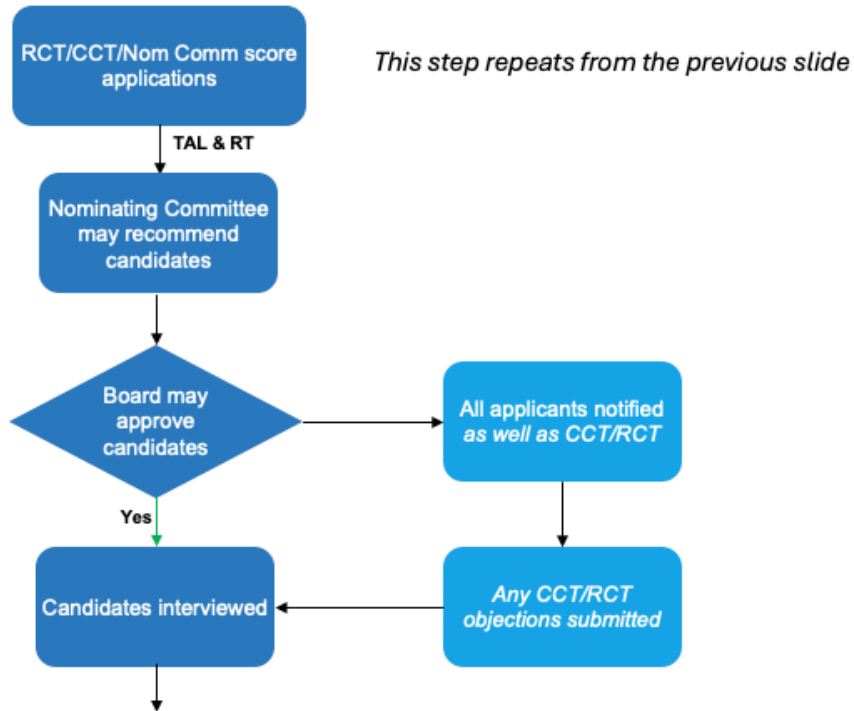 RCT/CCT/Nom Comm score
applications
This step repeats from the previous slide
TAL & RT
Nominating Committee
may recommend
candidates
Board may
approve
candidates
All applicants notified
as well as CCT/RCT
Yes
Candidates interviewed
Any CCT/RCT
objections submitted